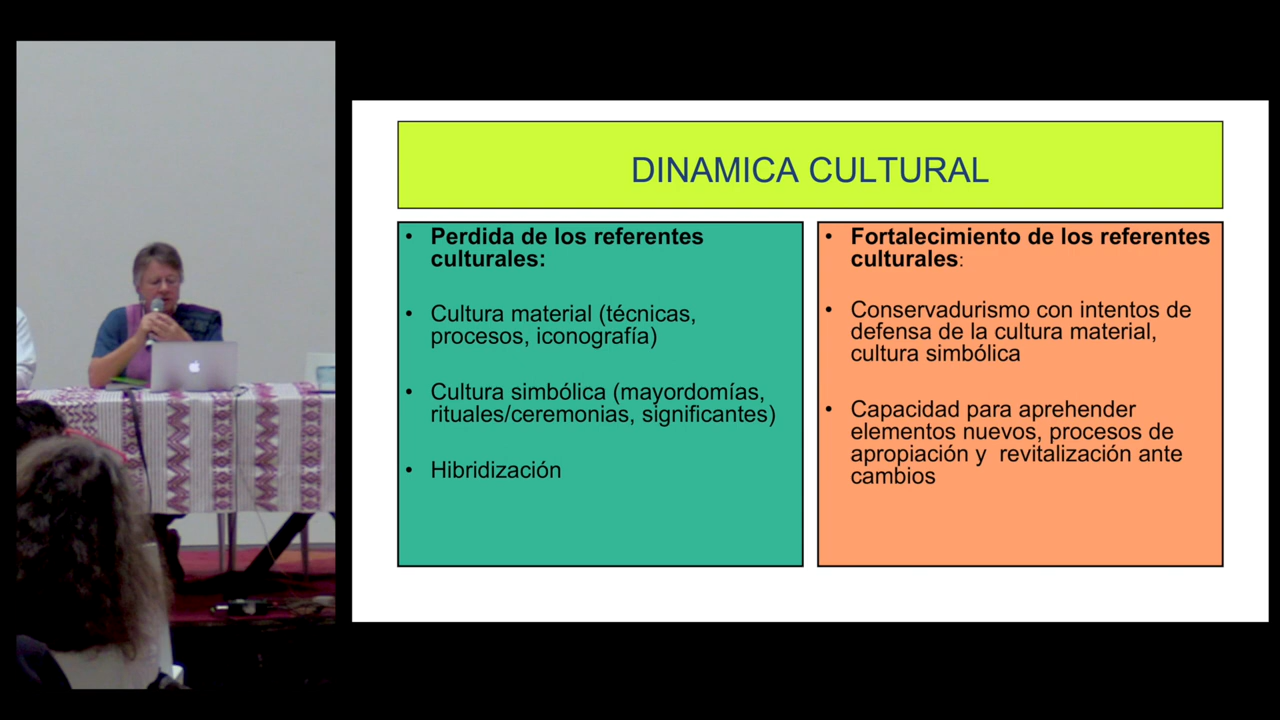 DINAMICA CULTURAL
• Perdida de los referentes
culturales:
• Cultura material (técnicas,
procesos, iconografía)
• Cultura simbólica (mayordomías,
rituales/ceremonias, significantes)
• Hibridización
• Fortalecimiento de los referentes
culturales:
• Conservadurismo con intentos de
defensa de la cultura material,
cultura simbólica
• Capacidad para aprehender
elementos nuevos, procesos de
apropiación y  revitalización ante
cambios